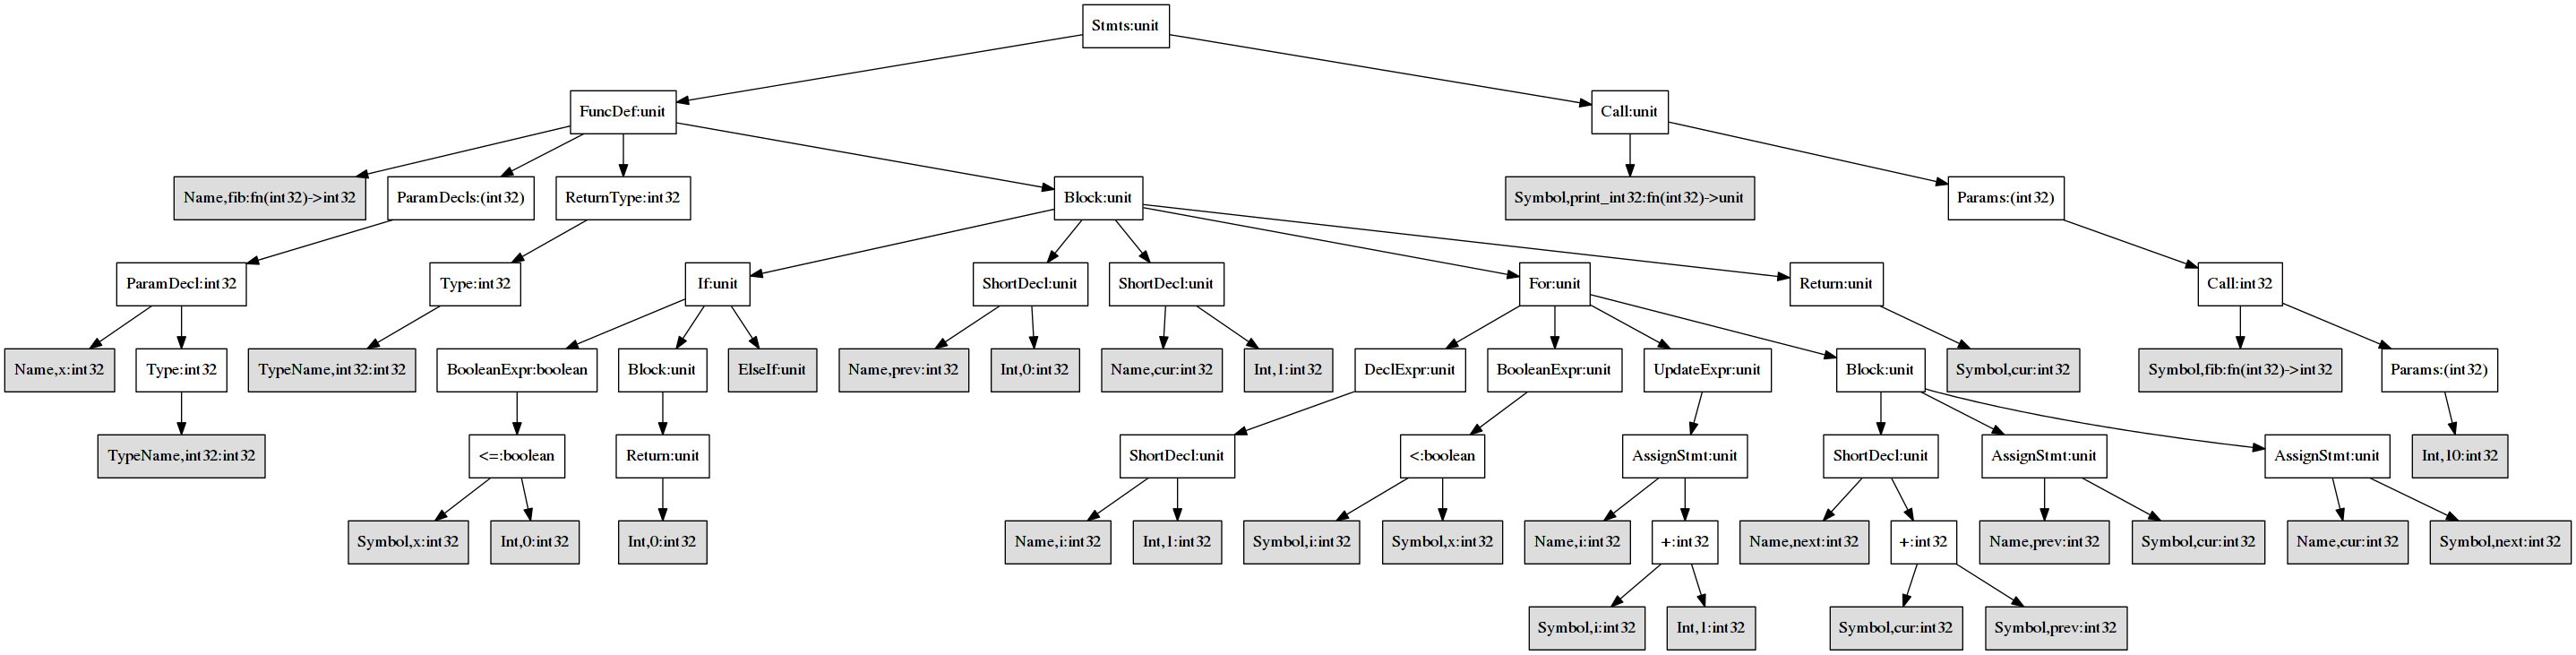 Stmts:unit
FuncDef:unit
Call:unit
Name,fib:fn(int32)->int32
ParamDecls:(int32)
ReturnType:int32
Block:unit
Symbol,print_int32:fn(int32)->unit
Params:(int32)
ParamDecl:int32
Type:int32
If:unit
ShortDecl:unit
ShortDecl:unit
For:unit
Return:unit
Call:int32
Name,x:int32
Type:int32
TypeName,int32:int32
BooleanExpr:boolean
Block:unit
ElseIf:unit
Name,prev:int32
Int,0:int32
Name,cur:int32
Int,1:int32
DeclExpr:unit
BooleanExpr:unit
UpdateExpr:unit
Block:unit
Symbol,cur:int32
Symbol,fib:fn(int32)->int32
Params:(int32)
TypeName,int32:int32
<=:boolean
Return:unit
ShortDecl:unit
<:boolean
AssignStmt:unit
ShortDecl:unit
AssignStmt:unit
AssignStmt:unit
Int,10:int32
Symbol,x:int32
Int,0:int32
Int,0:int32
Name,i:int32
Int,1:int32
Symbol,i:int32
Symbol,x:int32
Name,i:int32
+:int32
Name,next:int32
+:int32
Name,prev:int32
Symbol,cur:int32
Name,cur:int32
Symbol,next:int32
Symbol,i:int32
Int,1:int32
Symbol,cur:int32
Symbol,prev:int32